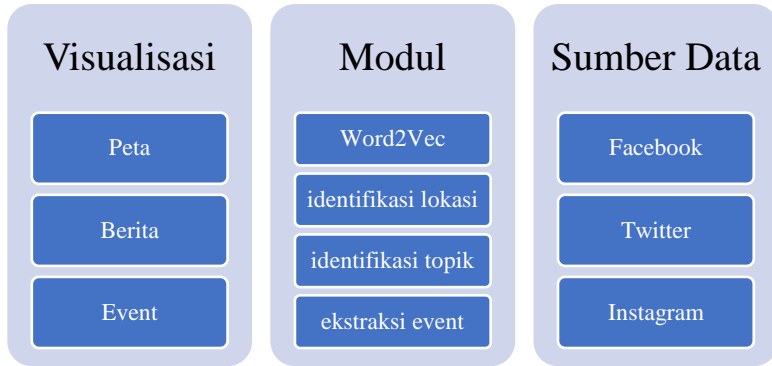 Visualisasi
Peta
Berita
Event
Modul
Word2Vec
identifikasi lokasi
identifikasi topik
ekstraksi event
Sumber Data
Facebook
Twitter
Instagram